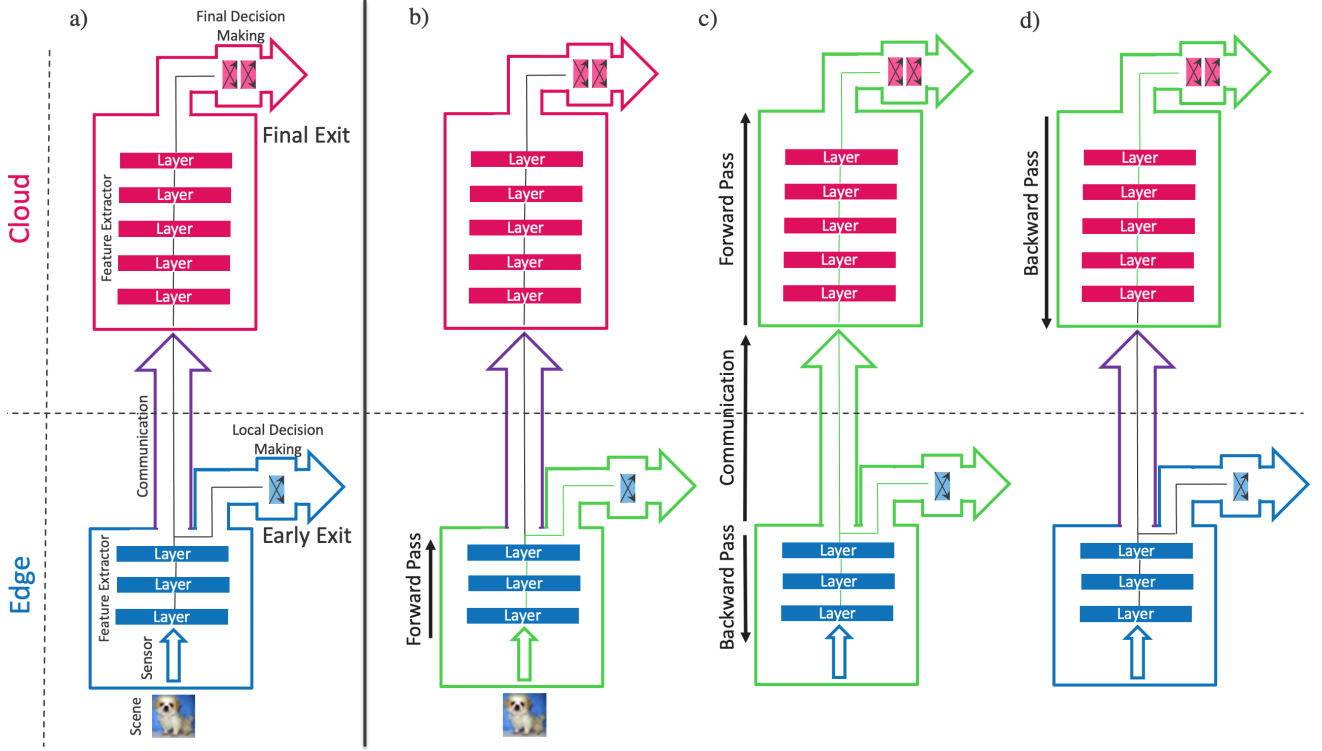 a)
b)
c)
d)
Final Decision
Making
Final Exit
Cloud
Feature Extractor
Layer
Layer
Layer
Layer
Layer
Communication
Local Decision
Making
Early Exit
Edge
Feature Extractor
Layer
Layer
Layer
Sensor
Scene
Layer
Layer
Layer
Layer
Layer
Forward Pass
Layer
Layer
Layer
Forward Pass
Layer
Layer
Layer
Layer
Layer
Communication
Backward Pass
Layer
Layer
Layer
Backward Pass
Layer
Layer
Layer
Layer
Layer
Layer
Layer
Layer